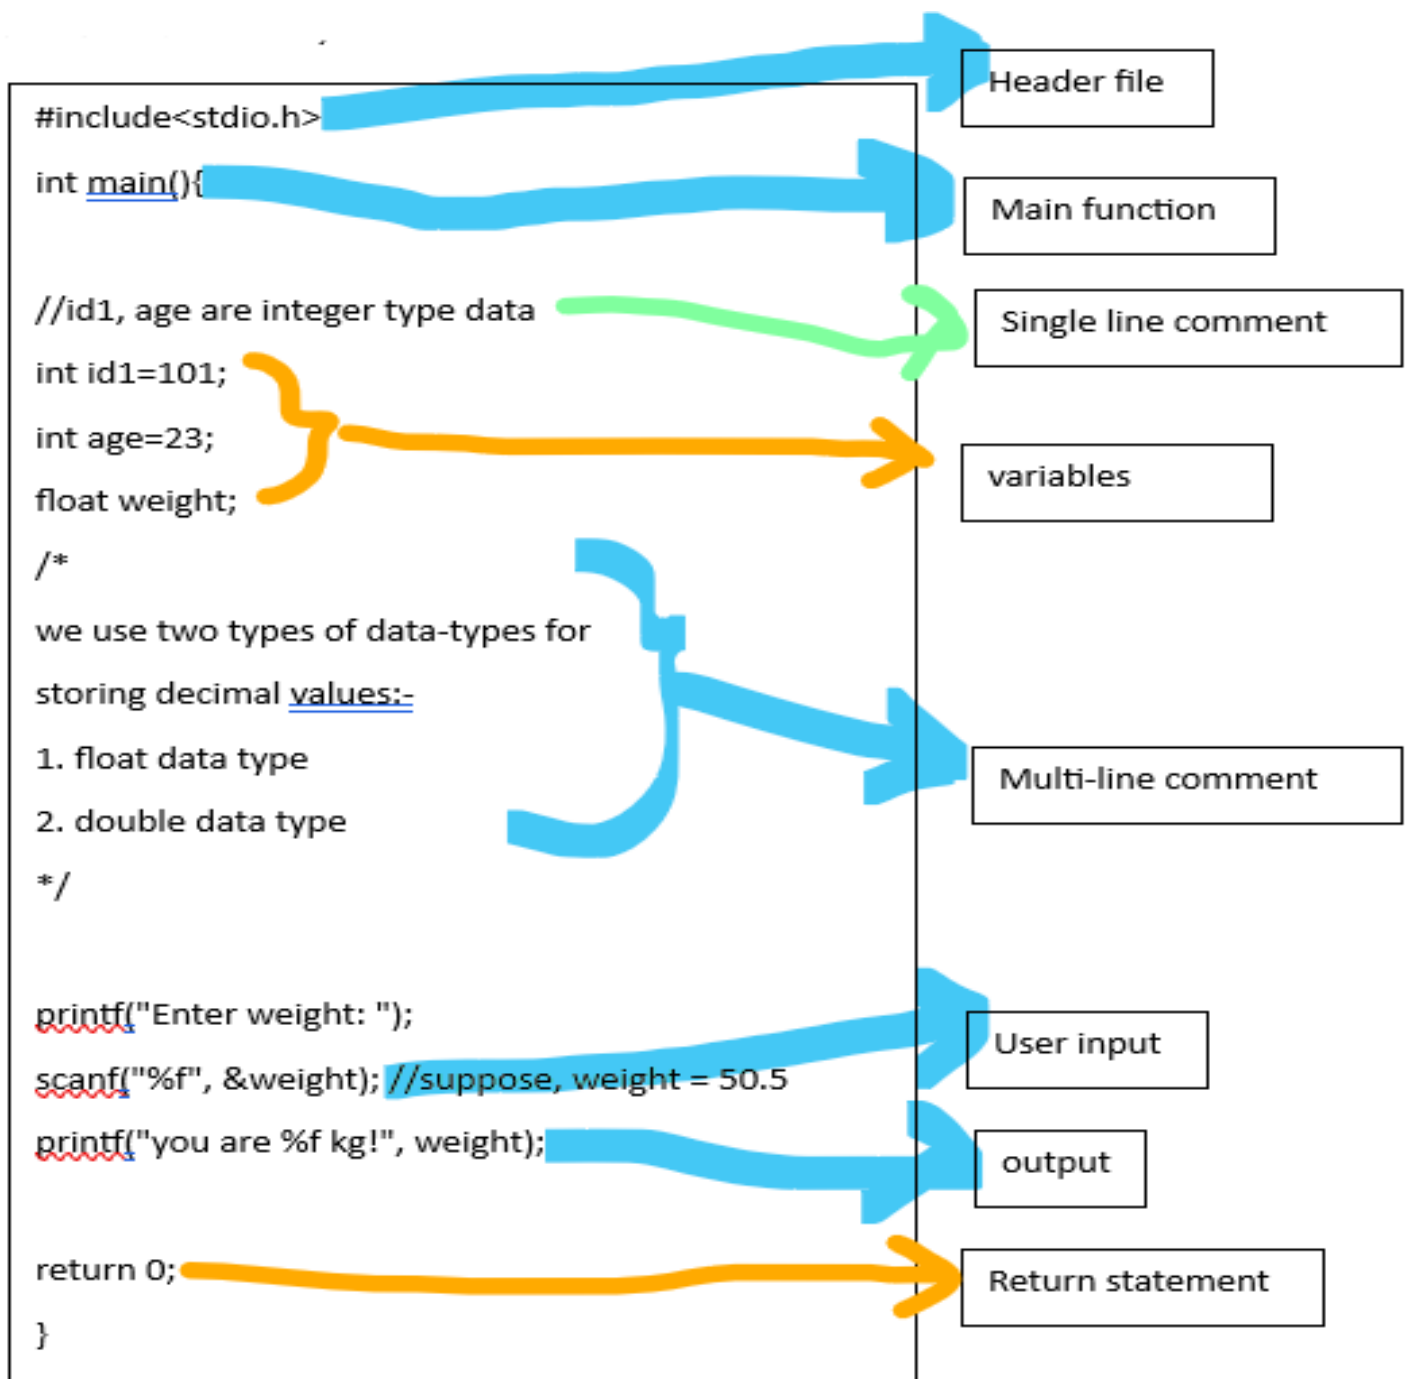 #include<stdio.h>
Header file
int main(){
Main function
//id1, age are integer type data
Single line comment
int id1=101;
int age=23;
variables
float weight;
/*
we use two types of data-types for
storing decimal values:-
1. float data type
Multi-line comment
2. double data type
*/
printf("Enter weight: ");
User input
scanf("%f", &weight); //suppose, weight = 50.5
printf("you are %f kg!", weight);
output
return 0;
Return statement
}